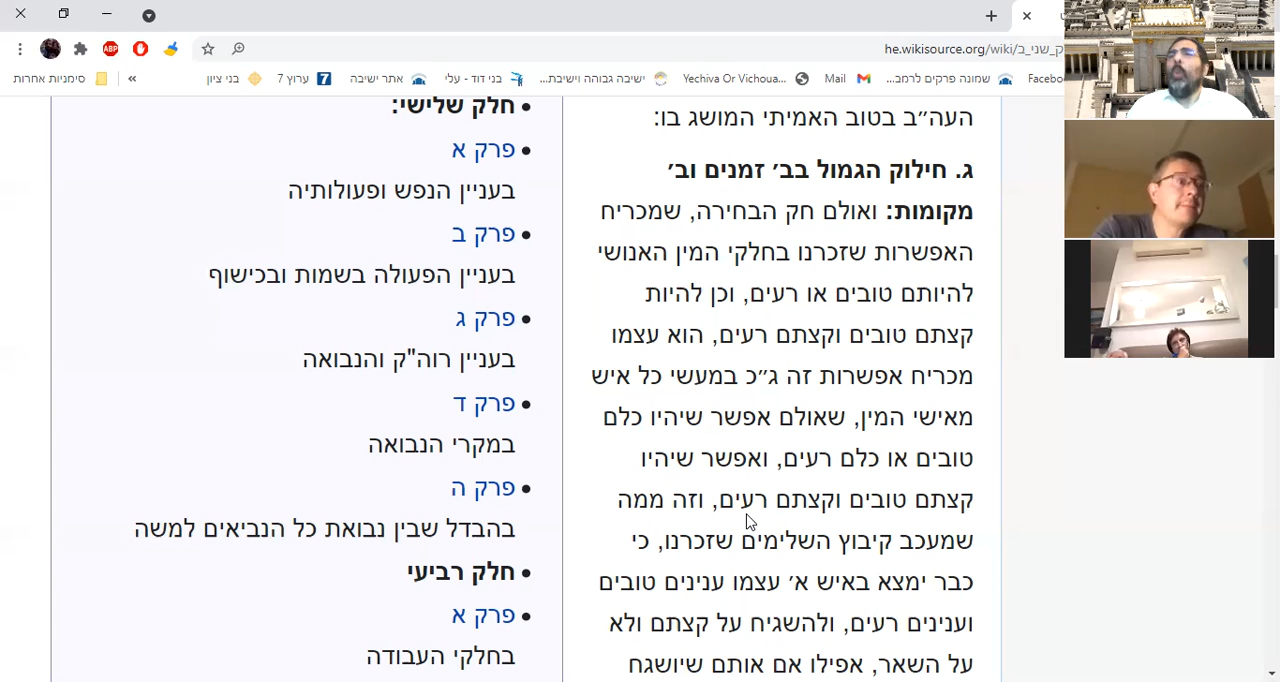 he.wikisource.org/wiki/ק_שני_ב
Facebo
שמונה פרקים לרמב...
Mail
Yechiva Or Vichoua...
ישיבה גבוהה וישיבת...
בני דוד - עלי
אתר ישיבה
ערוץ 7
בני ציון
»
סימניות אחרות
העה״ב בטוב האמיתי המושג בו:
ג. חילוק הגמול בב׳ זמנים וב׳
מקומות: ואולם חק הבחירה, שמכריח
האפשרות שזכרנו בחלקי המין האנושי
להיותם טובים או רעים, וכן להיות
קצתם טובים וקצתם רעים, הוא עצמו
מכריח אפשרות זה ג״כ במעשי כל איש
מאישי המין, שאולם אפשר שיהיו כלם
טובים או כלם רעים, ואפשר שיהיו
קצתם טובים וקצתם רעים, וזה ממה
שמעכב קיבוץ השלימים שזכרנו, כי
כבר ימצא באיש א׳ עצמו ענינים טובים
וענינים רעים, ולהשגיח על קצתם ולא
על השאר, אפילו אם אותם שיושגח
חלק שלישי:
פרק א
בעניין הנפש ופעולותיה
פרק ב
בעניין הפעולה בשמות ובכישוף
פרק ג
בעניין רוה"ק והנבואה
פרק ד
במקרי הנבואה
פרק ה
בהבדל שבין נבואת כל הנביאים למשה
חלק רביעי
פרק א
בחלקי העבודה